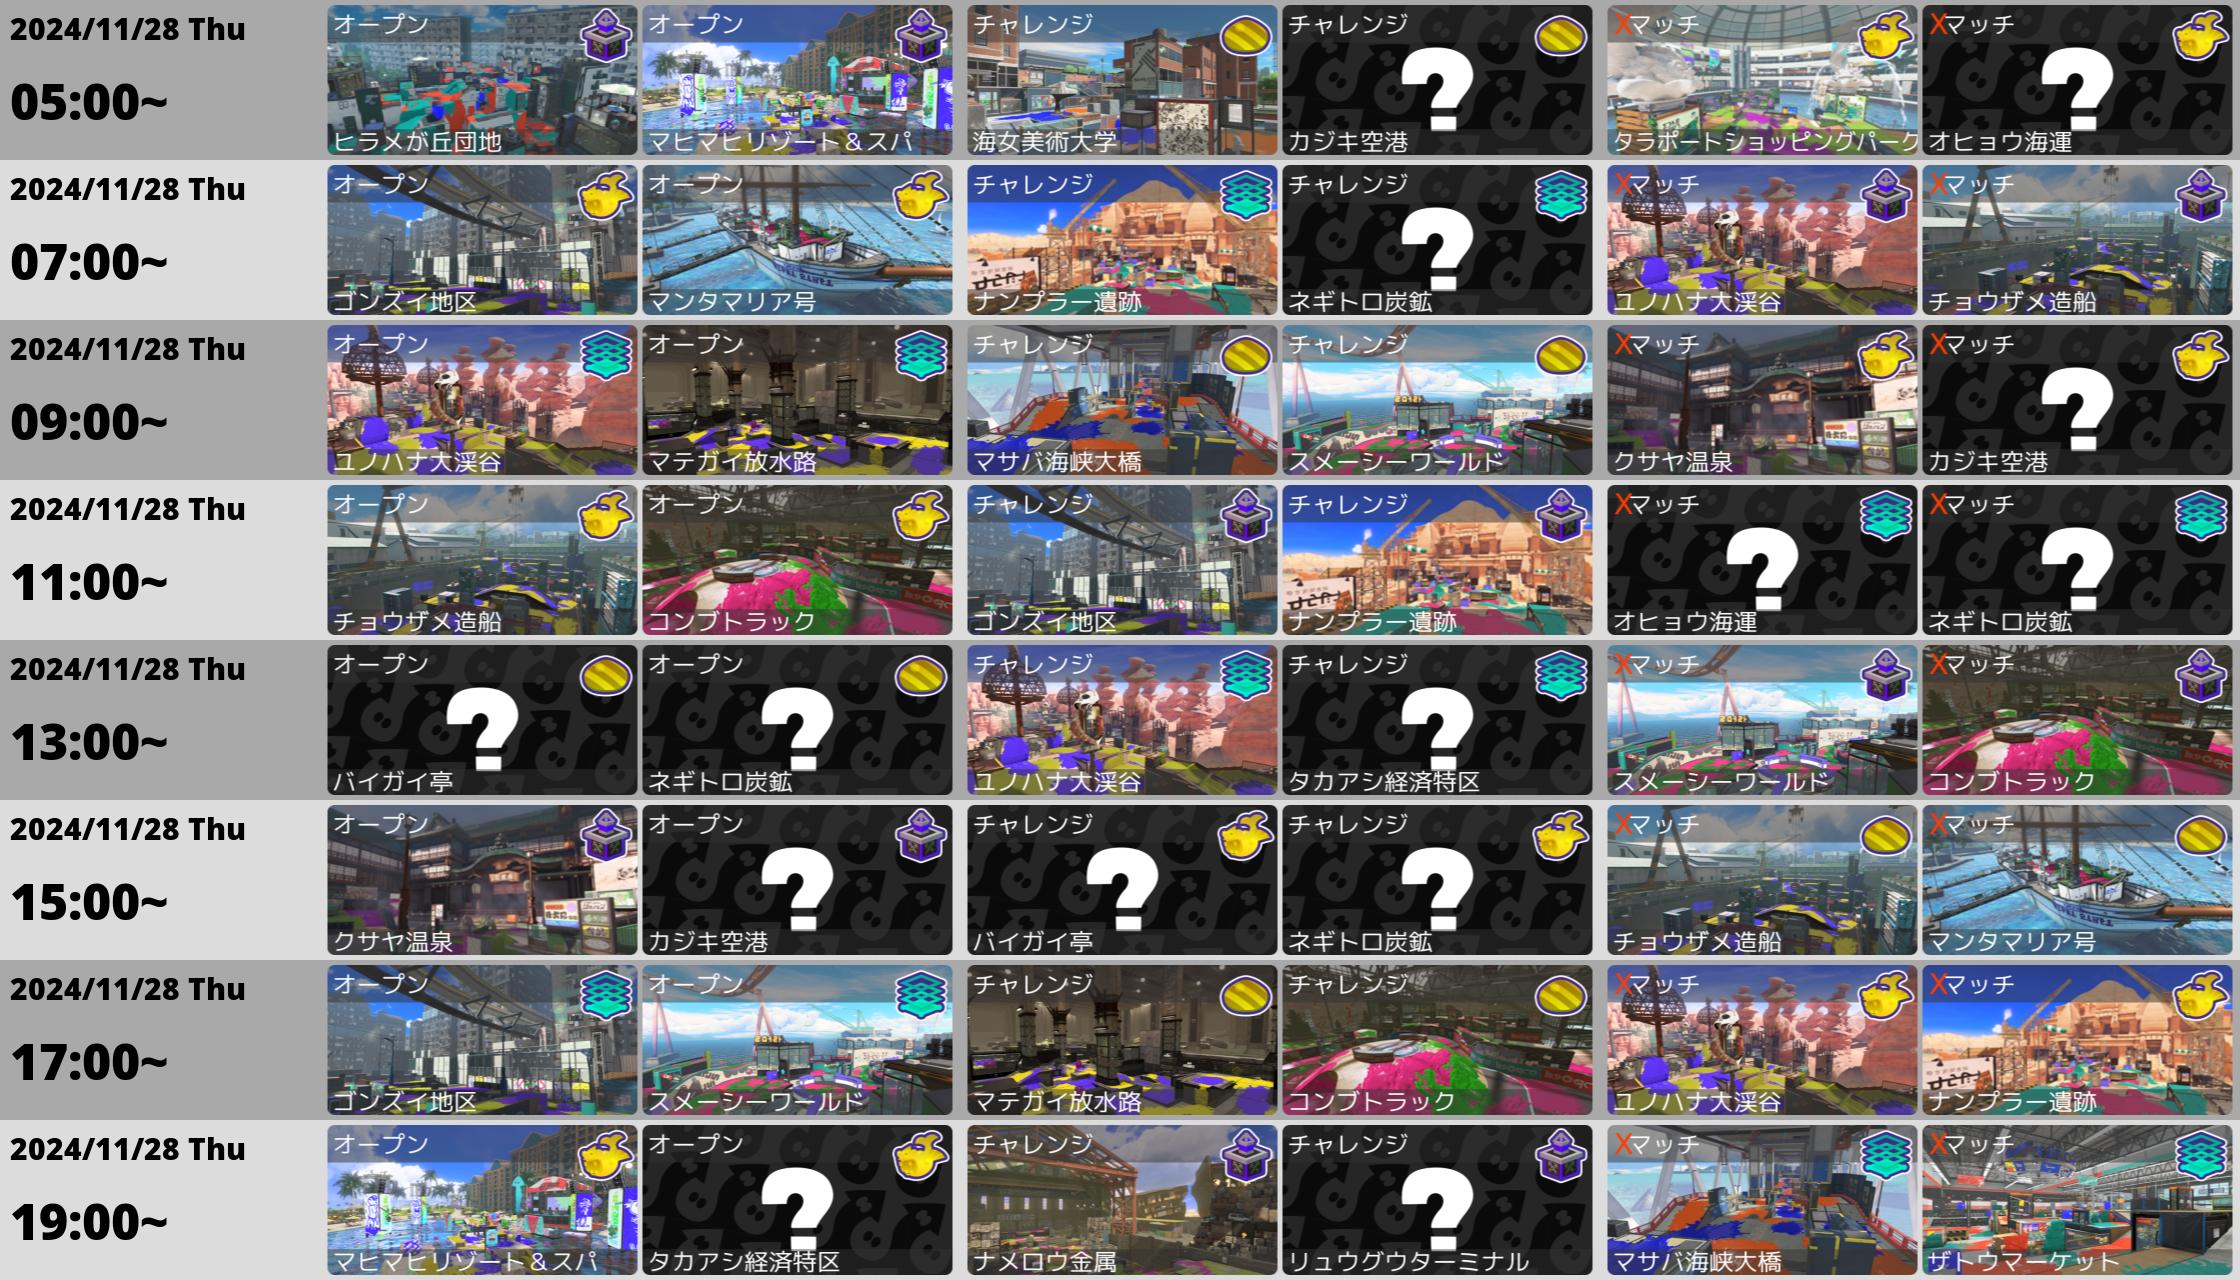 2024/11/28 Thu
05:00~
オープン
ヒラメが丘団地
オープン
マヒマヒリゾート＆スパ
チャレンジ
海女美術大学
チャレンジ
カジキ空港
Xマッチ
タラポートショッピングパーク
Xマッチ
オヒョウ海運
2024/11/28 Thu
07:00~
オープン
ゴンズイ地区
オープン
マンタマリア号
チャレンジ
ナンプラー遺跡
チャレンジ
ネギトロ炭鉱
Xマッチ
ユノハナ大渓谷
Xマッチ
チョウザメ造船
2024/11/28 Thu
09:00~
オープン
ユノハナ大渓谷
オープン
マテガイ放水路
チャレンジ
マサバ海峡大橋
チャレンジ
スメーシーワールド
Xマッチ
クサヤ温泉
Xマッチ
カジキ空港
2024/11/28 Thu
11:00~
オープン
チョウザメ造船
オープン
コンブトラック
チャレンジ
ゴンズイ地区
チャレンジ
ナンプラー遺跡
Xマッチ
オヒョウ海運
Xマッチ
ネギトロ炭鉱
2024/11/28 Thu
13:00~
オープン
バイガイ亭
オープン
ネギトロ炭鉱
チャレンジ
ユノハナ大渓谷
チャレンジ
タカアシ経済特区
Xマッチ
スメーシーワールド
Xマッチ
コンブトラック
2024/11/28 Thu
15:00~
オープン
クサヤ温泉
オープン
カジキ空港
チャレンジ
バイガイ亭
チャレンジ
ネギトロ炭鉱
Xマッチ
チョウザメ造船
Xマッチ
マンタマリア号
2024/11/28 Thu
17:00~
オープン
ゴンズイ地区
オープン
スメーシーワールド
チャレンジ
マテガイ放水路
チャレンジ
コンブトラック
Xマッチ
ユノハナ大渓谷
Xマッチ
ナンプラー遺跡
2024/11/28 Thu
19:00~
オープン
マヒマヒリゾート＆スパ
オープン
タカアシ経済特区
チャレンジ
ナメロウ金属
チャレンジ
リュウグウターミナル
Xマッチ
マサバ海峡大橋
Xマッチ
ザトウマーケット